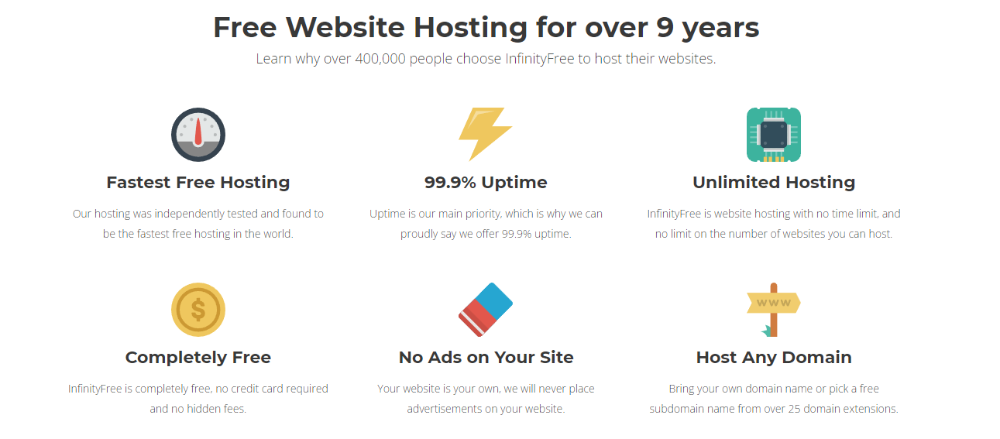 Free Website Hosting for over 9 years
Learn why over 400,000 people choose InfinityFree to host their websites.
Fastest Free Hosting
Our hosting was independently tested and found to
be the fastest free hosting in the world.
99.9% Uptime
Uptime is our main priority, which is why we can
proudly say we offer 99.9% uptime.
Unlimited Hosting
InfinityFree is website hosting with no time limit, and
no limit on the number of websites you can host.
$
Completely Free
InfinityFree is completely free, no credit card required
and no hidden fees.
No Ads on Your Site
Your website is your own, we will never place
advertisements on your website.
WWW
Host Any Domain
Bring your own domain name or pick a free
subdomain name from over 25 domain extensions.